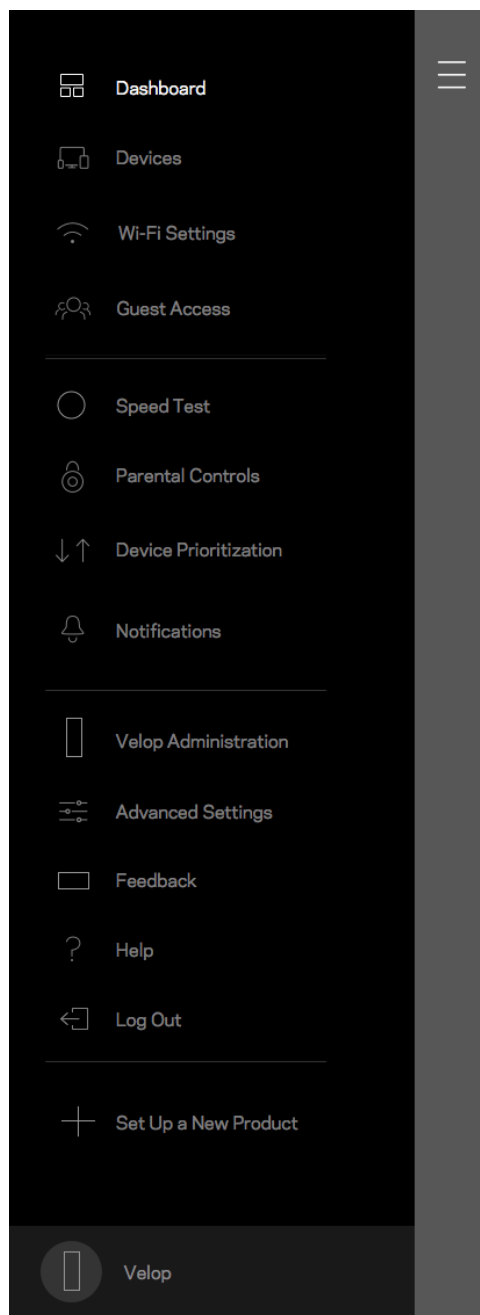 Dashboard
Devices
Wi-Fi Settings
Guest Access
Speed Test
Parental Controls
Device Prioritization
Notifications
Velop Administration
Advanced Settings
Feedback
Help
Log Out
Set Up a New Product
Velop